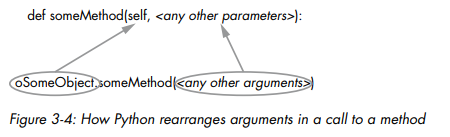 def someMethod(self, <any other parameters>):
oSomeObject.someMethod(<any other arguments>)
Figure 3-4: How Python rearranges arguments in a call to a method